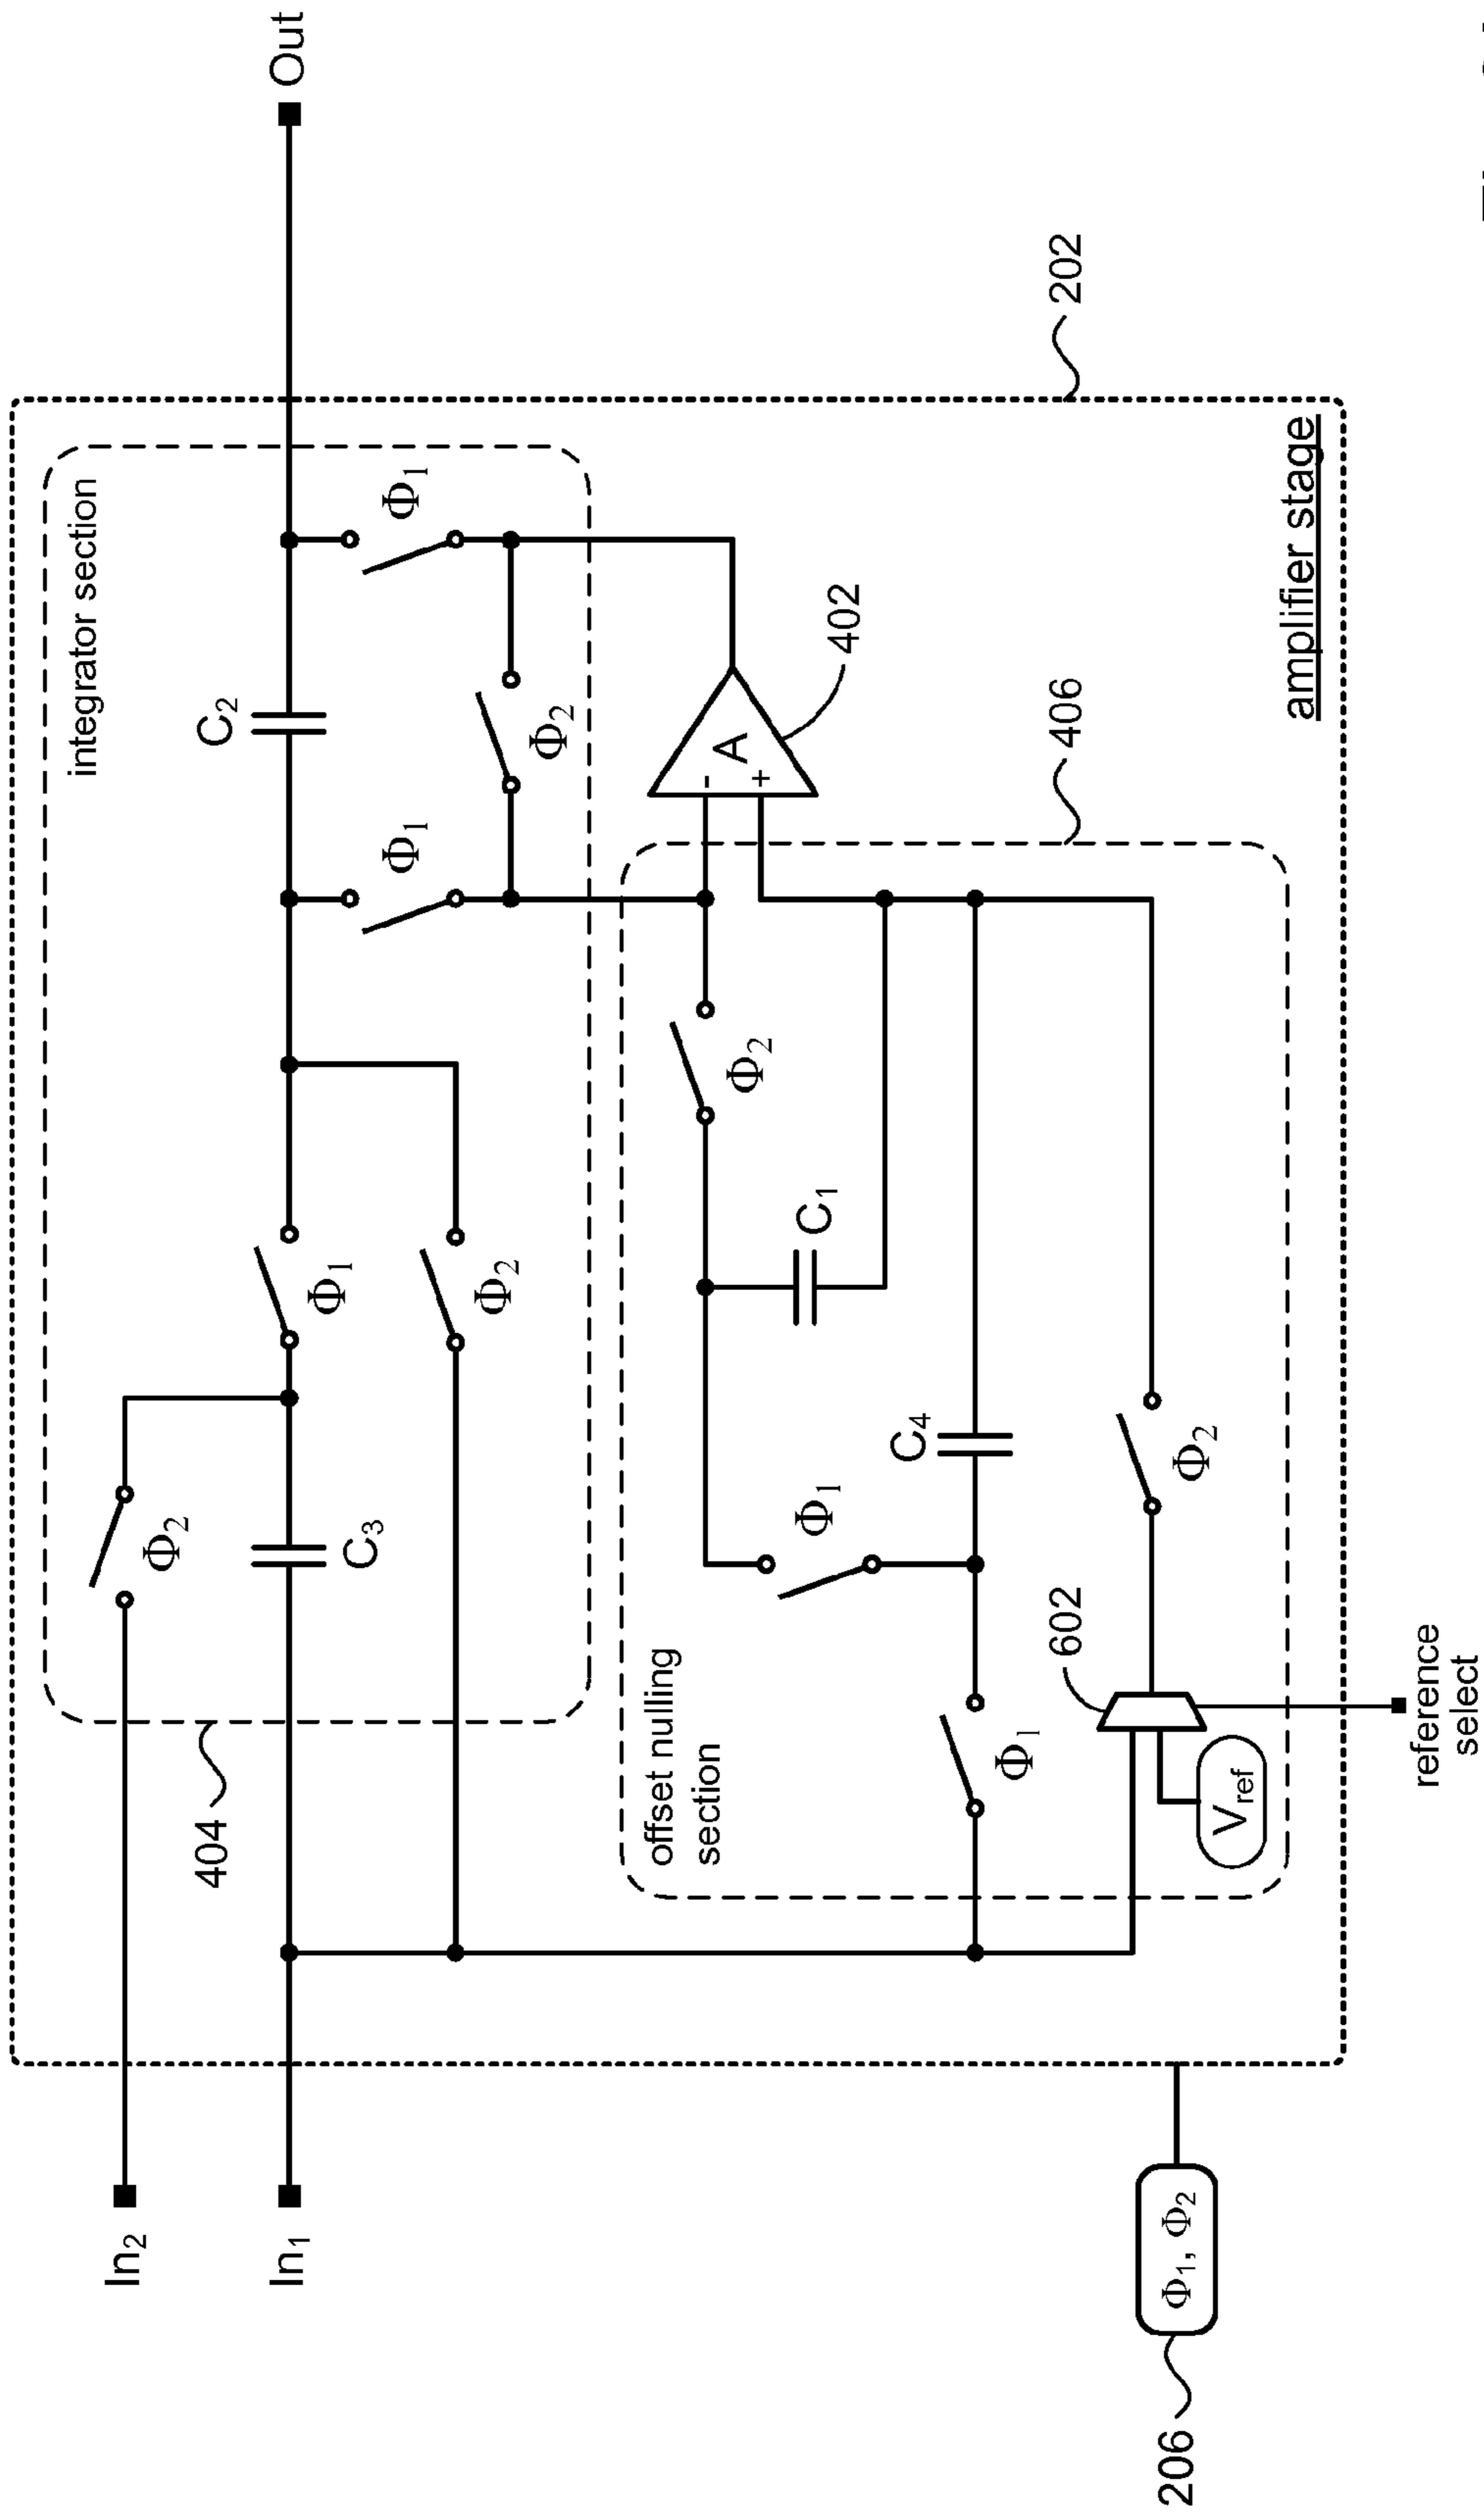 In₂
In₁
Out
404
integrator section
Φ₂
C₃
Φ₁
Φ₂
C₂
Φ₁
Φ₁
Φ₂
offset nulling
section
Φ₁
Φ₁
C₄
C₁
Φ₂
Φ₂
-
+
A
402
406
202
602
Vref
reference
select
amplifier stage
Φ₁, Φ₂
206